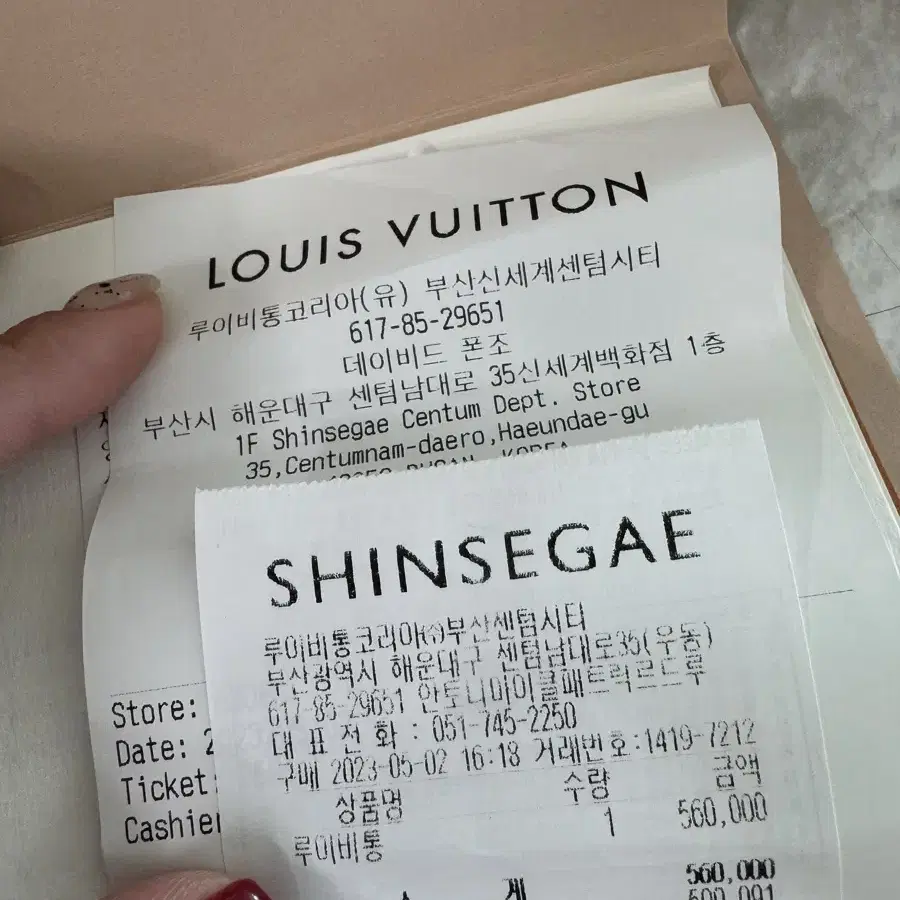 LOUIS VUITTON
루이비통코리아(유) 부산신세계센텀시티
617-85-29651
데이비드 폰조
부산시 해운대구 센텀남대로 35신세계백화점 1층
1F Shinsegae Centum Dept. Store
35,Centumnam-daero,Haeundae-gu
BUSAN, KOREA
Store:
Date: 2
Ticket:
Cashier
SHINSEGAE
루이비통코리아㈜부산센텀시티
부산광역시 해운대구 센텀남대로35(우동)
617-85-29651 안토니마이클패트릭르드루
대 표 전 화 : 051-745-2250
구매 2023-05-02 16:18 거래번호:1419-7212
상품명 수량 금액
루이비통 1 560,000
560,000